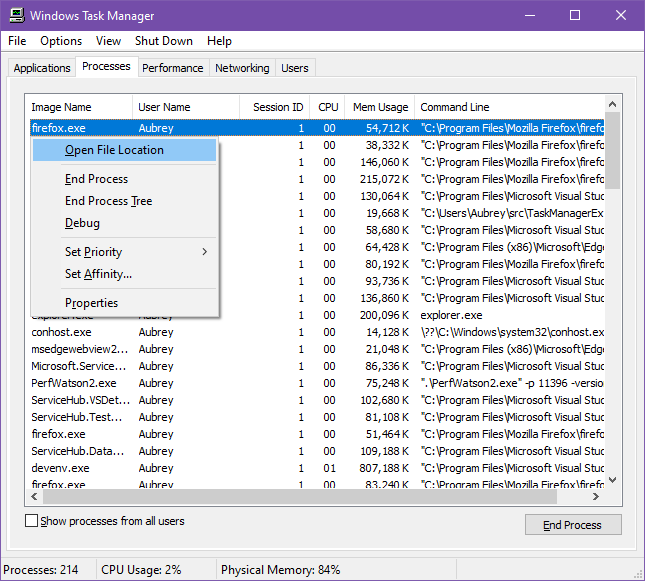 Windows Task Manager
File Options View Shut Down Help
Applications Processes Performance Networking Users
Image Name User Name Session ID CPU Mem Usage Command Line
firefox.exe Aubrey 1 00 54,712 K "C:\Program Files\Mozilla Firefox\firefo
Open File Location 1 00 38,332 K "C:\Program Files\Mozilla Firefox\firefo
1 00 146,060 K "C:\Program Files\Mozilla Firefox\firefo
End Process 1 00 215,072 K "C:\Program Files\Mozilla Firefox\firefo
End Process Tree 1 00 130,064 K "C:\Program Files\Microsoft Visual Stud
Debug 1 00 19,668 K "C:\Users\Aubrey\src\TaskManagerEx
1 00 58,680 K "C:\Program Files\Microsoft Visual Stud
Set Priority 1 00 64,428 K "C:\Program Files (x86)\Microsoft\Edge
Set Affinity... 1 00 80,192 K "C:\Program Files\Mozilla Firefox\firefo
1 00 93,736 K "C:\Program Files\Microsoft Visual Stud
Properties 1 00 136,860 K "C:\Program Files\Microsoft Visual Stud
explorer.exe Aubrey 1 00 200,096 K explorer.exe
conhost.exe Aubrey 1 00 14,128 K \??\C:\Windows\system32\conhost.ex
msedgewebview2... Aubrey 1 00 21,048 K "C:\Program Files (x86)\Microsoft\Edge
Microsoft.Service... Aubrey 1 00 86,336 K "C:\Program Files\Microsoft Visual Stud
PerfWatson2.exe Aubrey 1 00 75,248 K ".\PerfWatson2.exe" -p 11396 -version
ServiceHub.VSDet... Aubrey 1 00 102,680 K "C:\Program Files\Microsoft Visual Stud
ServiceHub.Test... Aubrey 1 00 81,108 K "C:\Program Files\Microsoft Visual Stud
firefox.exe Aubrey 1 00 51,464 K "C:\Program Files\Mozilla Firefox\firefo
ServiceHub.Data... Aubrey 1 00 109,188 K "C:\Program Files\Microsoft Visual Stud
devenv.exe Aubrey 1 01 807,188 K "C:\Program Files\Microsoft Visual Stud
firefox.exe Aubrey 1 00 83,240 K "C:\Program Files\Mozilla Firefox\firefo
Show processes from all users
End Process
Processes: 214 CPU Usage: 2% Physical Memory: 84%